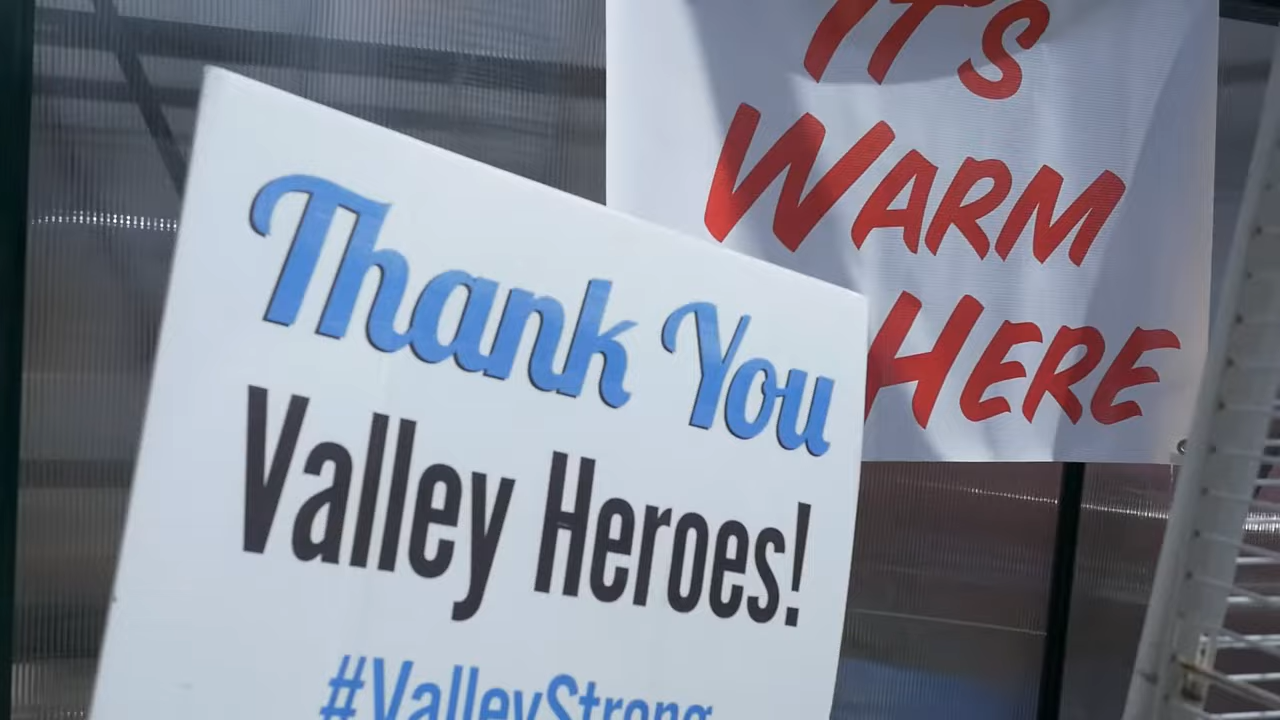 IT'S
WARM
HERE
Thank You
Valley Heroes!
#ValleyStrong